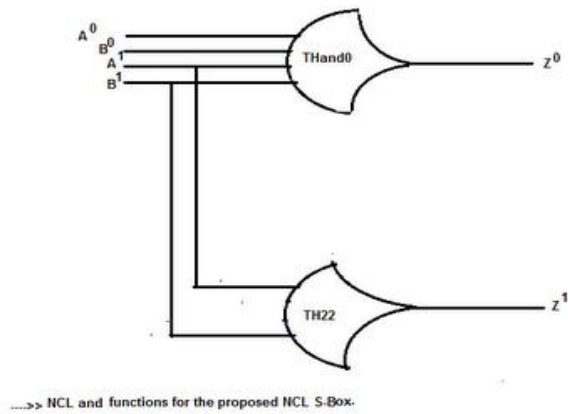 A⁰
B⁰
A¹
B¹
THand0
Z⁰
TH22
Z¹
....>> NCL and functions for the proposed NCL S-Box.